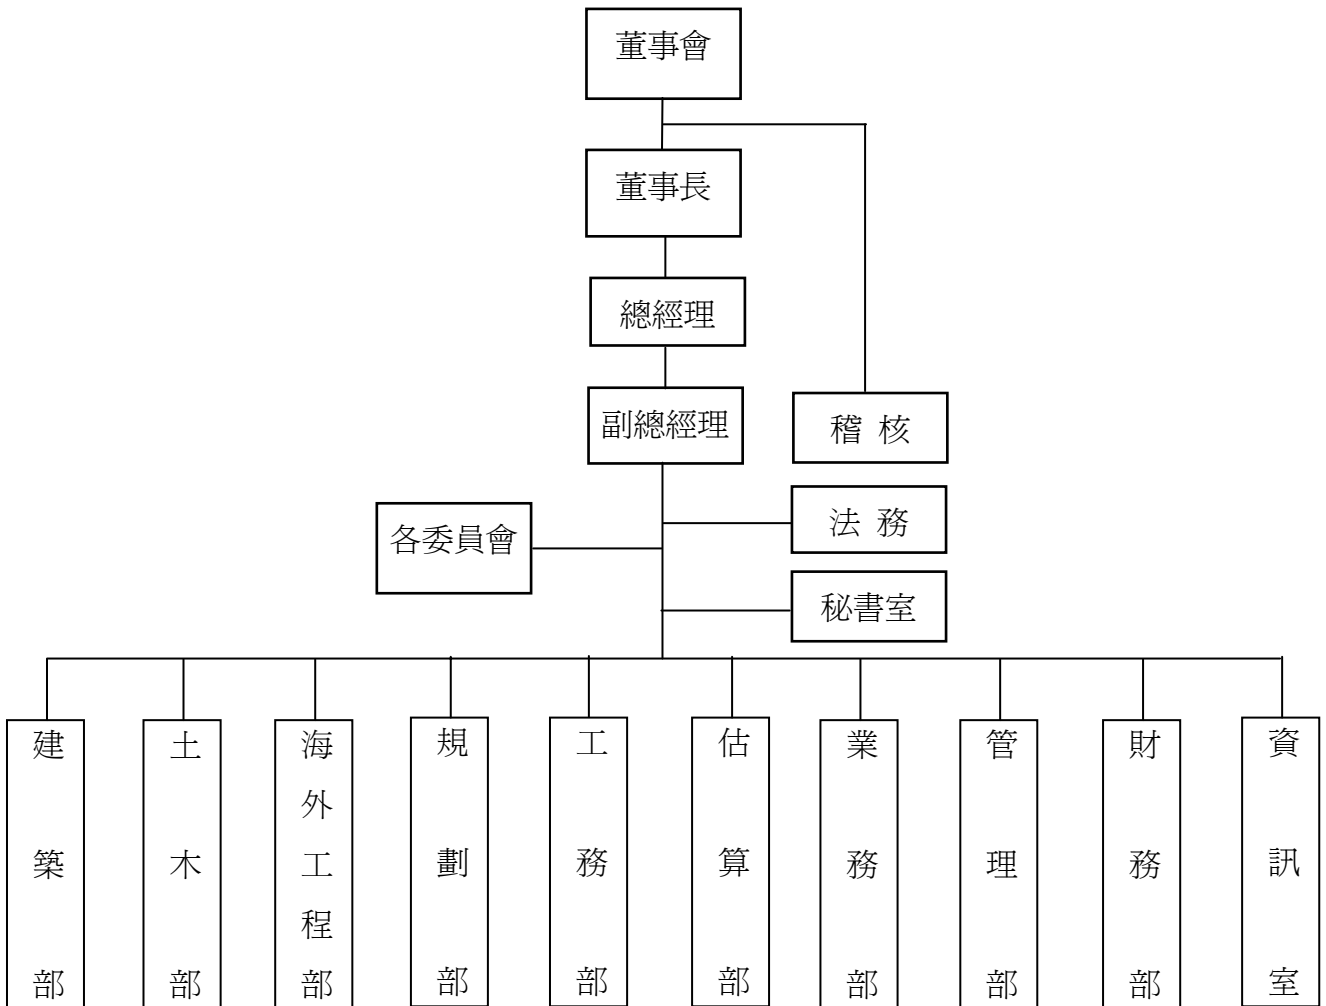 董事會
董事長
總經理
副總經理
稽 核
法 務
各委員會
秘書室
建築部
土木部
海外工程部
規劃部
工務部
估算部
業務部
管理部
財務部
資訊室